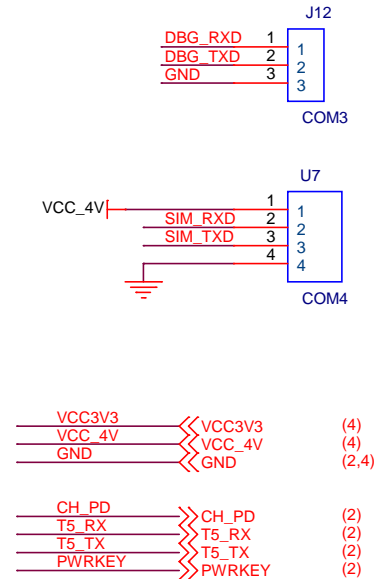 J12
DBG_RXD 1 1
DBG_TXD 2 2
GND 3 3
COM3
U7
VCC_4V 1 1
SIM_RXD 2 2
SIM_TXD 3 3
4 4
COM4
VCC3V3 VCC3V3 (4)
VCC_4V VCC_4V (4)
GND GND (2,4)
CH_PD CH_PD (2)
T5_RX T5_RX (2)
T5_TX T5_TX (2)
PWRKEY PWRKEY (2)